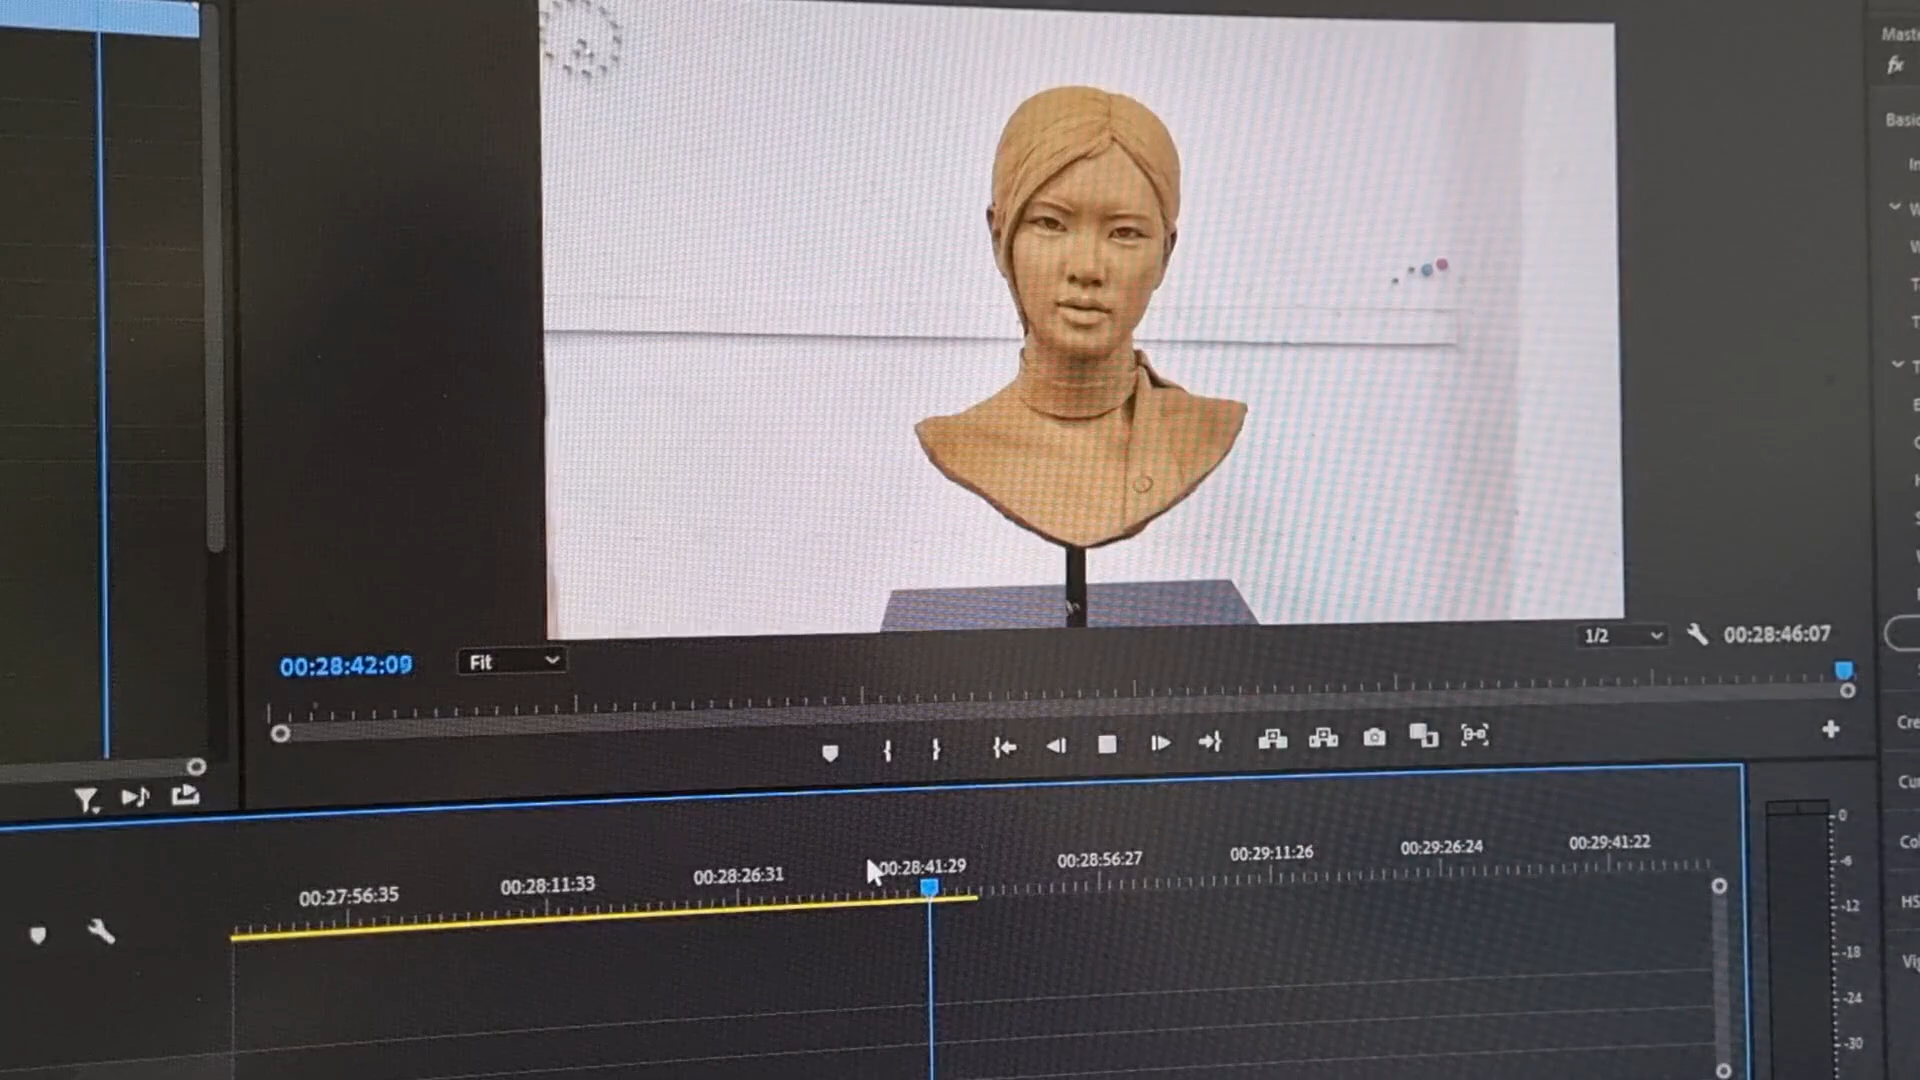 Maste
fx
Basic
00:28:42:09
Fit
1/2
00:28:46:07
Cre
Cu
Co
HS
Vi
00:27:56:35
00:28:11:33
00:28:26:31
00:28:41:29
00:28:56:27
00:29:11:26
00:29:26:24
00:29:41:22
0
-6
-12
-18
-24
-30